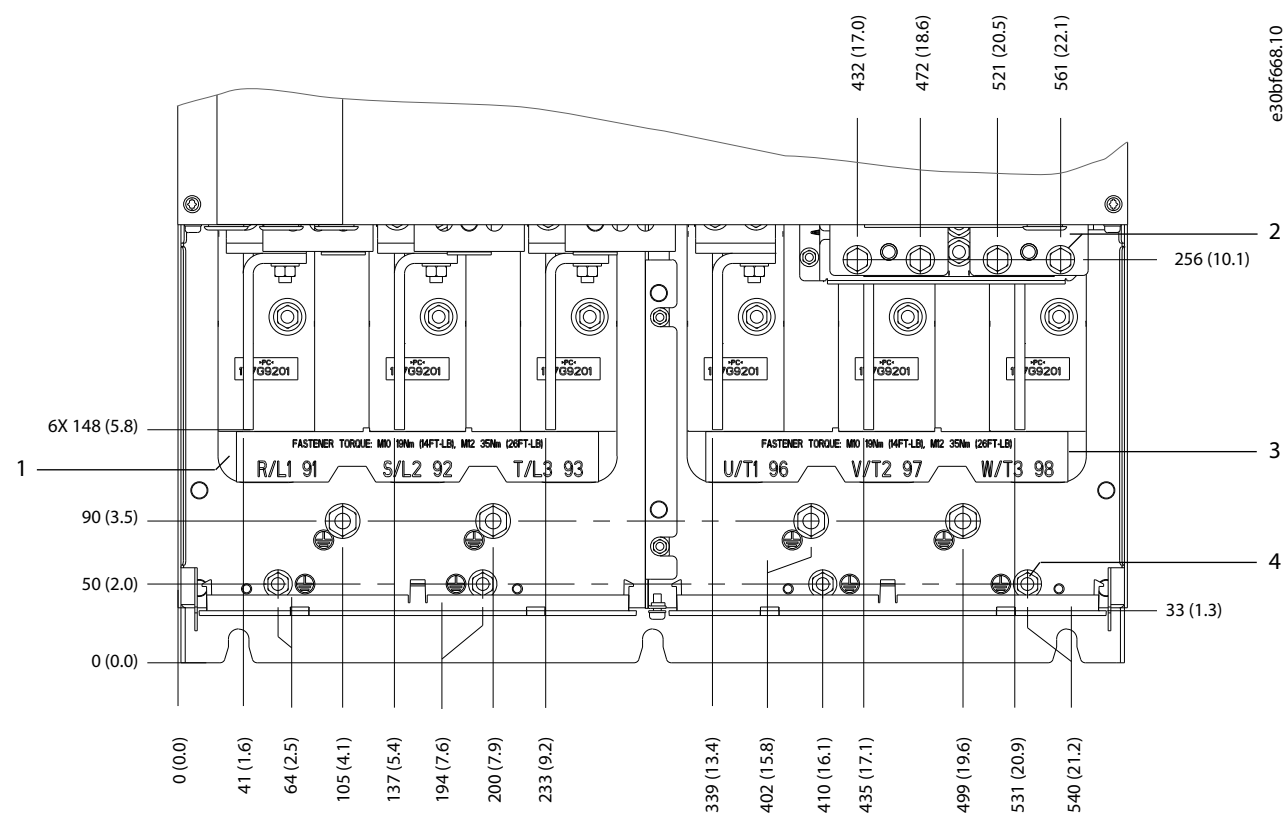 432 (17.0)
472 (18.6)
521 (20.5)
561 (22.1)
e30bf668.10
2
256 (10.1)
»PC«
»PC«
»PC«
»PC«
»PC«
»PC«
6X 148 (5.8)
FASTENER TORQUE: M10 19Nm (14FT-LB), M12 35Nm (26FT-LB)
FASTENER TORQUE: M10 19Nm (14FT-LB), M12 35Nm (26FT-LB)
1
R/L1 91
S/L2 92
T/L3 93
U/T1 96
V/T2 97
W/T3 98
3
90 (3.5)
50 (2.0)
4
33 (1.3)
0 (0.0)
0 (0.0)
41 (1.6)
64 (2.5)
105 (4.1)
137 (5.4)
194 (7.6)
200 (7.9)
233 (9.2)
339 (13.4)
402 (15.8)
410 (16.1)
435 (17.1)
499 (19.6)
531 (20.9)
540 (21.2)